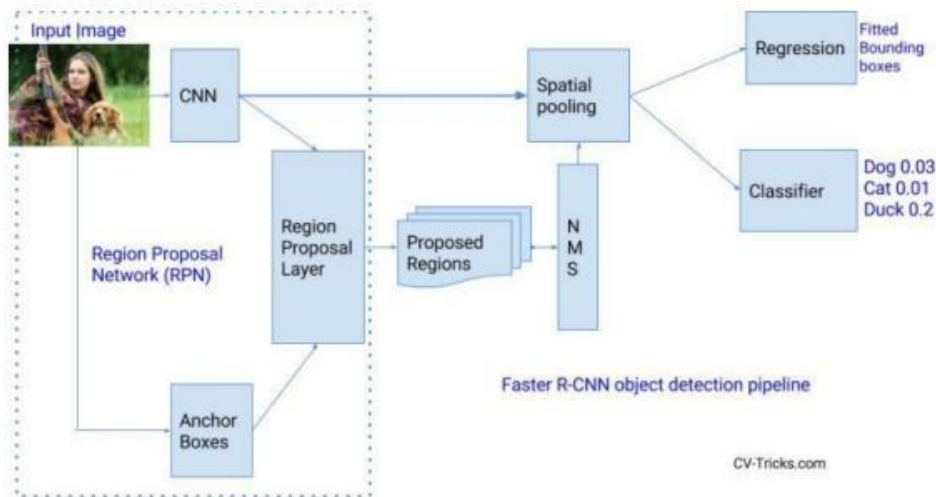 Input Image
CNN
Region Proposal
Network (RPN)
Region
Proposal
Layer
Anchor
Boxes
Proposed
Regions
N
M
S
Spatial
pooling
Regression
Fitted
Bounding
boxes
Classifier
Dog 0.03
Cat 0.01
Duck 0.2
Faster R-CNN object detection pipeline
CV-Tricks.com